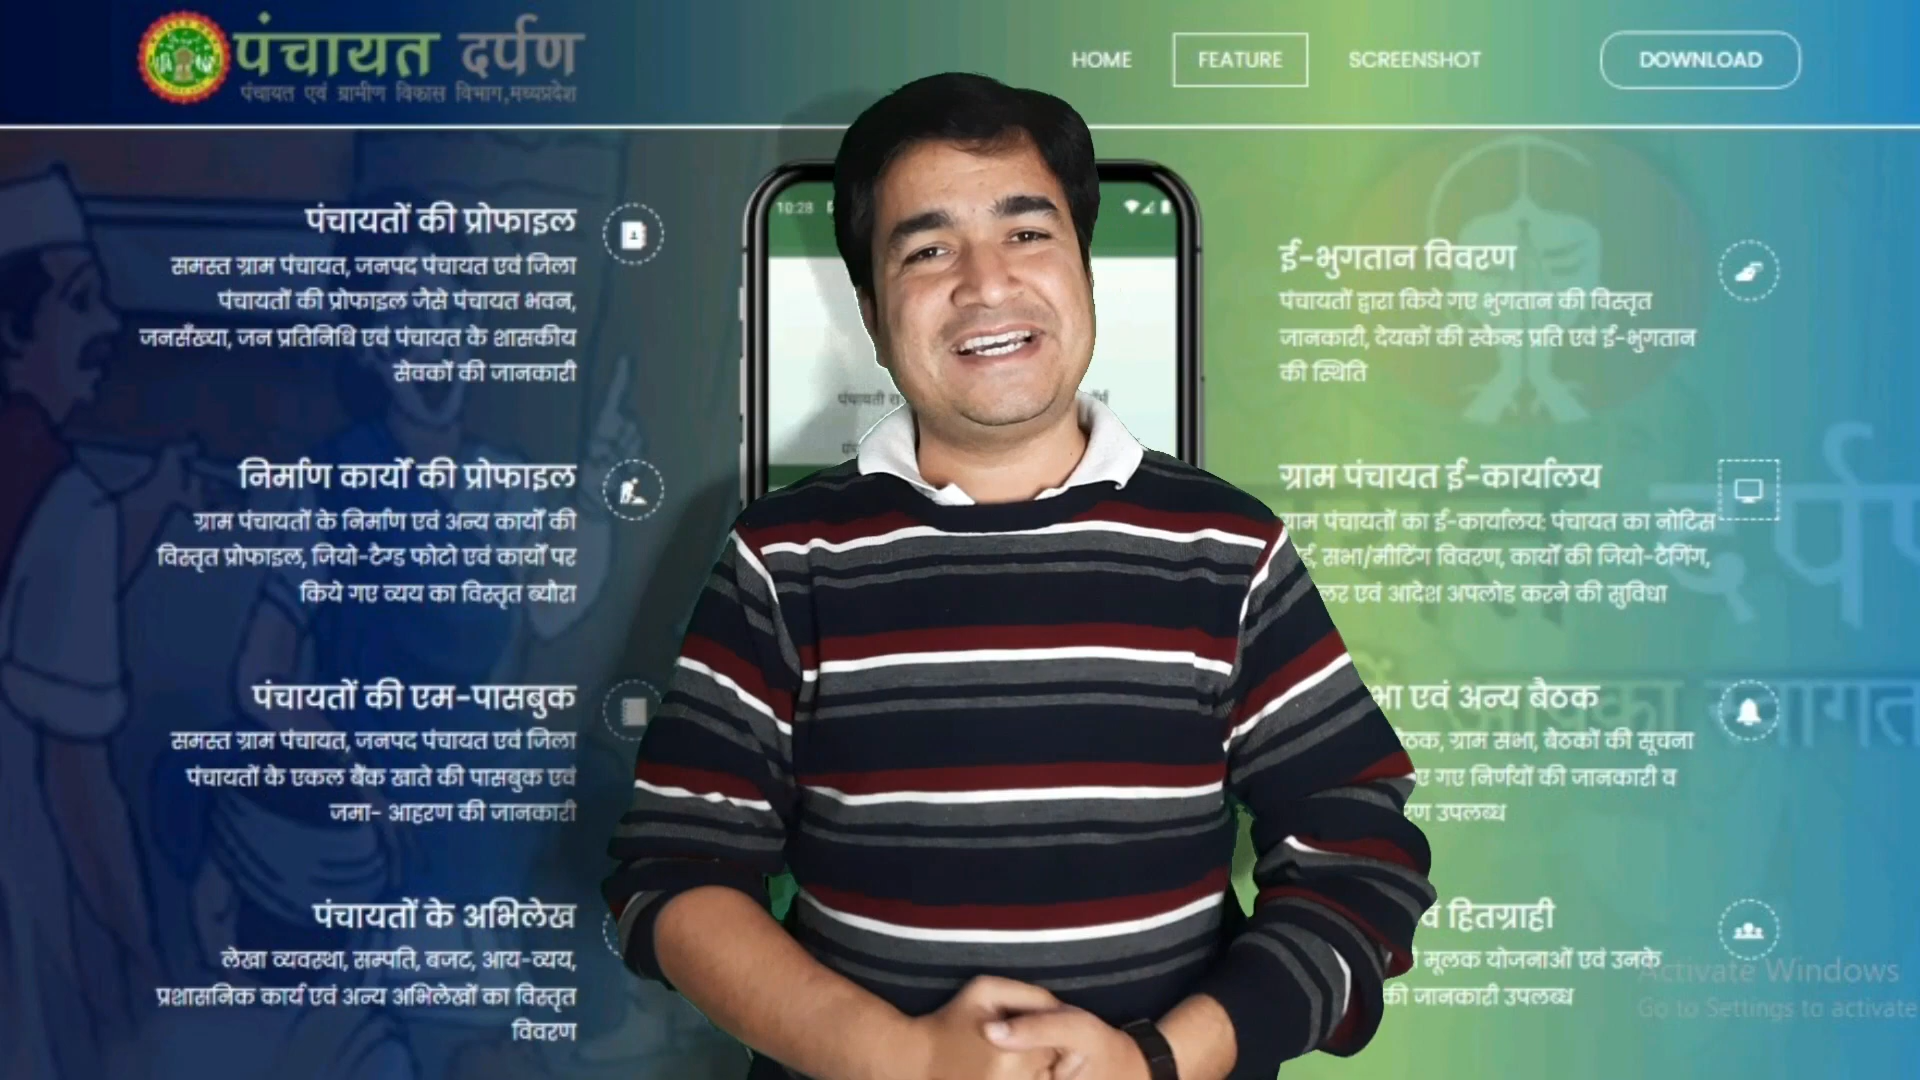 पंचायत दर्पण
पंचायत एवं ग्रामीण विकास विभाग,मध्यप्रदेश
HOME
FEATURE
SCREENSHOT
DOWNLOAD
10:28
पंचायतों की प्रोफाइल
समस्त ग्राम पंचायत, जनपद पंचायत एवं जिला
पंचायतों की प्रोफाइल जैसे पंचायत भवन,
जनसँख्या, जन प्रतिनिधि एवं पंचायत के शासकीय
सेवकों की जानकारी
निर्माण कार्यों की प्रोफाइल
ग्राम पंचायतों के निर्माण एवं अन्य कार्यों की
विस्तृत प्रोफाइल, जियो-टैग्ड फोटो एवं कार्यों पर
किये गए व्यय का विस्तृत ब्यौरा
पंचायतों की एम-पासबुक
समस्त ग्राम पंचायत, जनपद पंचायत एवं जिला
पंचायतों के एकल बैंक खाते की पासबुक एवं
जमा- आहरण की जानकारी
पंचायतों के अभिलेख
लेखा व्यवस्था, सम्पति, बजट, आय-व्यय,
प्रशासनिक कार्य एवं अन्य अभिलेखों का विस्तृत
विवरण
पंचायती
ई-भुगतान विवरण
पंचायतों द्वारा किये गए भुगतान की विस्तृत
जानकारी, देयकों की स्केन्ड प्रति एवं ई-भुगतान
की स्थिति
ग्राम पंचायत ई-कार्यालय
ग्राम पंचायतों का ई-कार्यालय: पंचायत का नोटिस
सभा/मीटिंग विवरण, कार्यों की जियो-टैगिंग,
एवं आदेश अपलोड करने की सुविधा
एवं अन्य बैठक
ग्राम सभा, बैठकों की सूचना
गए निर्णयों की जानकारी व
उपलब्ध
हितग्राही
मूलक योजनाओं एवं उनके
की जानकारी उपलब्ध
Activate Windows
Go to Settings to activate